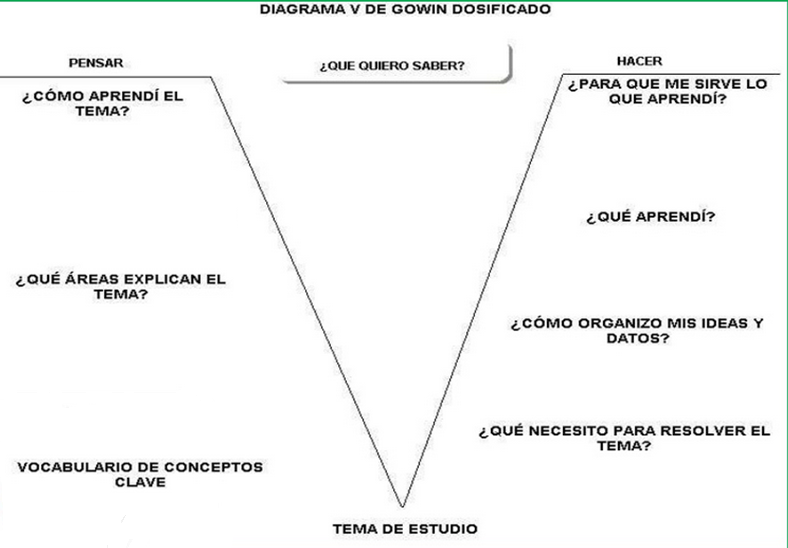 DIAGRAMA V DE GOWIN DOSIFICADO
PENSAR
¿QUE QUIERO SABER?
HACER
¿CÓMO APRENDÍ EL
TEMA?
¿PARA QUE ME SIRVE LO
QUE APRENDÍ?
¿QUÉ APRENDÍ?
¿QUÉ ÁREAS EXPLICAN EL
TEMA?
¿CÓMO ORGANIZO MIS IDEAS Y
DATOS?
¿QUÉ NECESITO PARA RESOLVER EL
TEMA?
VOCABULARIO DE CONCEPTOS
CLAVE
TEMA DE ESTUDIO